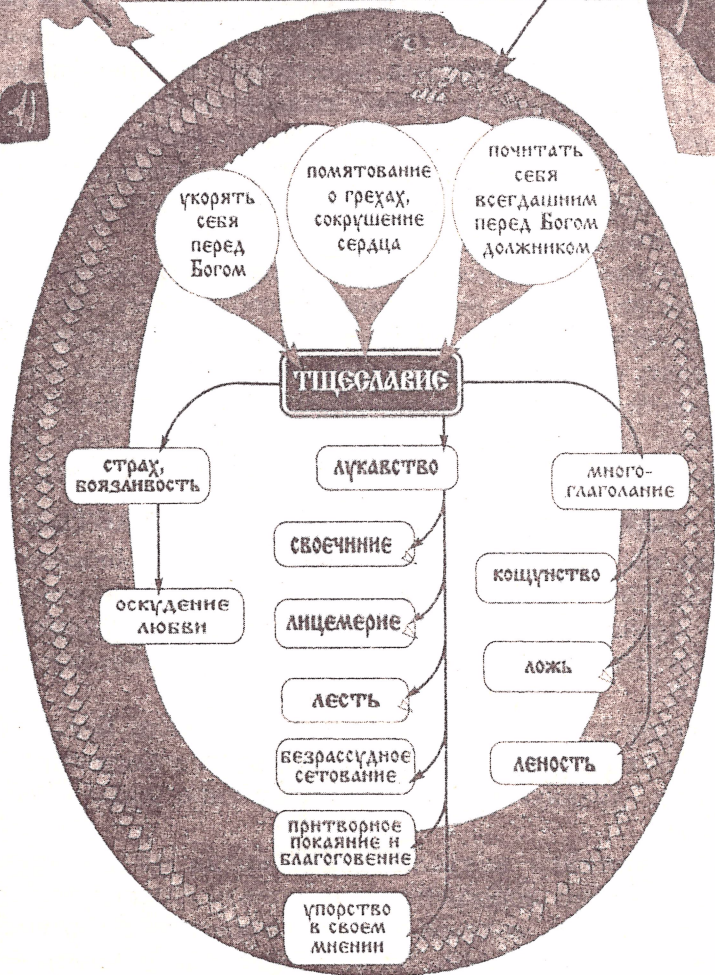 укорять
себя
перед
Богом
помятование
о грехах,
сокрушение
сердца
почитать
себя
всегдашним
перед Богом
должником
ТЩЕСЛАВИЕ
страх,
боязливость
оскудение
любви
лукавство
своечиние
лицемерие
лесть
безрассудное
сетование
притворное
покаяние и
благоговение
упорство
в своем
мнении
много-
глаголание
кощунство
ложь
леность